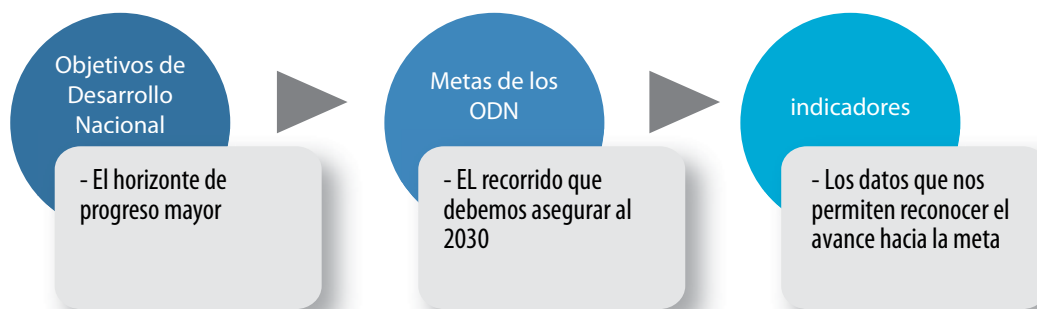 Objetivos de
Desarrollo
Nacional
- El horizonte de
progreso mayor
Metas de los
ODN
- EL recorrido que
debemos asegurar al
2030
indicadores
- Los datos que nos
permiten reconocer el
avance hacia la meta